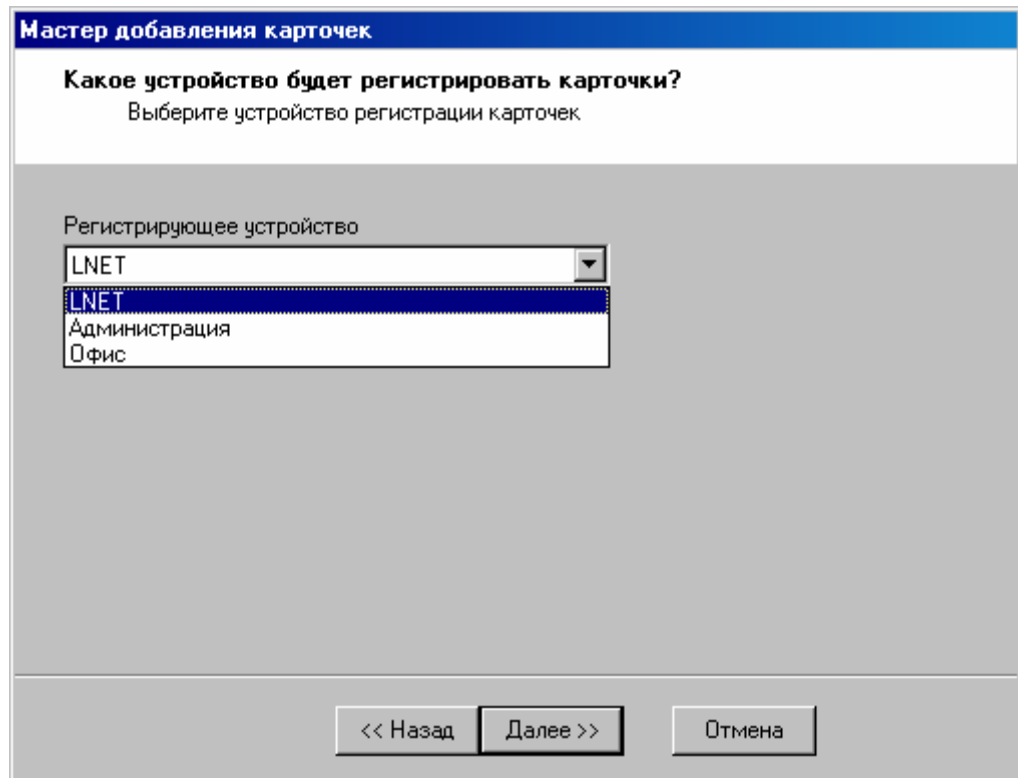 Мастер добавления карточек
Какое устройство будет регистрировать карточки?
Выберите устройство регистрации карточек
Регистрирующее устройство
LNET
LNET
Администрация
Офис
<< Назад Далее >> Отмена